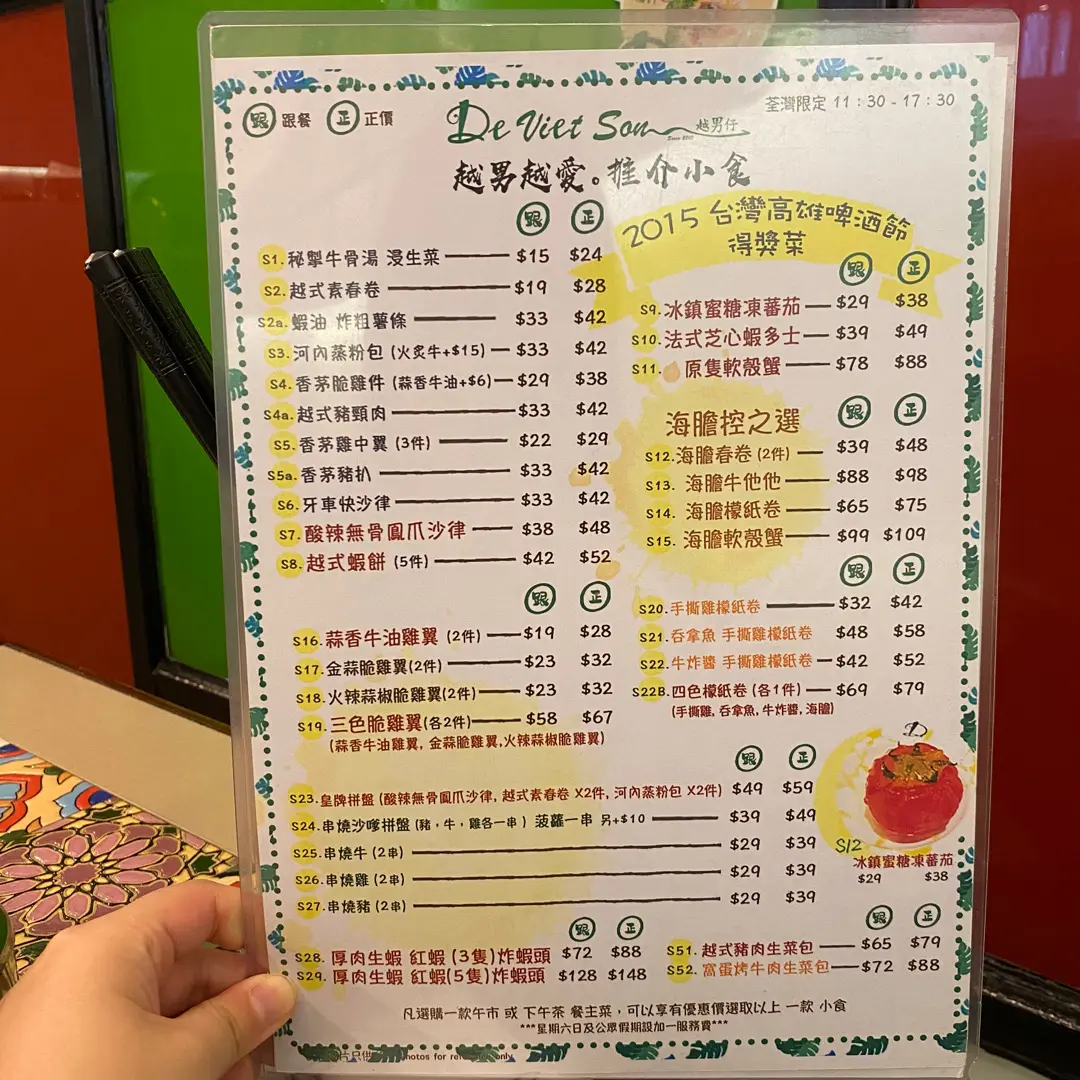 跟 跟餐 正 正價
De Viet Son 越男仔
Since 2010
荃灣限定 11：30 - 17：30
越男越愛。推介小食
跟 正
S1. 秘掣牛骨湯 浸生菜 $15 $24
S2. 越式素春卷 $19 $28
S2a. 蝦油 炸粗薯條 $33 $42
S3. 河內蒸粉包 (火炙牛+$15) $33 $42
S4. 香茅脆雞件 (蒜香牛油+$6) $29 $38
S4a. 越式豬頸肉 $33 $42
S5. 香茅雞中翼 (3件) $22 $29
S5a. 香茅豬扒 $33 $42
S6. 牙車快沙律 $33 $42
S7. 酸辣無骨鳳爪沙律 $38 $48
S8. 越式蝦餅 (5件) $42 $52
跟 正
S16. 蒜香牛油雞翼 (2件) $19 $28
S17. 金蒜脆雞翼(2件) $23 $32
S18. 火辣蒜椒脆雞翼(2件) $23 $32
S19. 三色脆雞翼(各2件) $58 $67
(蒜香牛油雞翼, 金蒜脆雞翼,火辣蒜椒脆雞翼)
2015 台灣高雄啤酒節
得獎菜
跟 正
S9. 冰鎮蜜糖凍蕃茄 $29 $38
S10. 法式芝心蝦多士 $39 $49
S11. 原隻軟殼蟹 $78 $88
海膽控之選 跟 正
S12. 海膽春卷 (2件) $39 $48
S13. 海膽牛他他 $88 $98
S14. 海膽檬紙卷 $65 $75
S15. 海膽軟殼蟹 $99 $109
跟 正
S20. 手撕雞檬紙卷 $32 $42
S21. 吞拿魚 手撕雞檬紙卷 $48 $58
S22. 牛炸醬 手撕雞檬紙卷 $42 $52
S22B. 四色檬紙卷 (各1件) $69 $79
(手撕雞, 吞拿魚, 牛炸醬, 海膽)
跟 正
S23. 皇牌拼盤 (酸辣無骨鳳爪沙律, 越式素春卷 X2件, 河內蒸粉包 X2件) $49 $59
S24. 串燒沙嗲拼盤 (豬，牛，雞各一串) 菠蘿一串 另+$10 $39 $49
S25. 串燒牛 (2串) $29 $39
S26. 串燒雞 (2串) $29 $39
S27. 串燒豬 (2串) $29 $39
D
S12
冰鎮蜜糖凍蕃茄
$29 $38
跟 正
S28. 厚肉生蝦 紅蝦 (3隻)炸蝦頭 $72 $88
S29. 厚肉生蝦 紅蝦(5隻)炸蝦頭 $128 $148
跟 正
S51. 越式豬肉生菜包 $65 $79
S52. 富蛋烤牛肉生菜包 $72 $88
凡選購一款午市 或 下午茶 餐主菜，可以享有優惠價選取以上 一款 小食
***星期六日及公眾假期設加一服務費***
片只供 photos for reference only